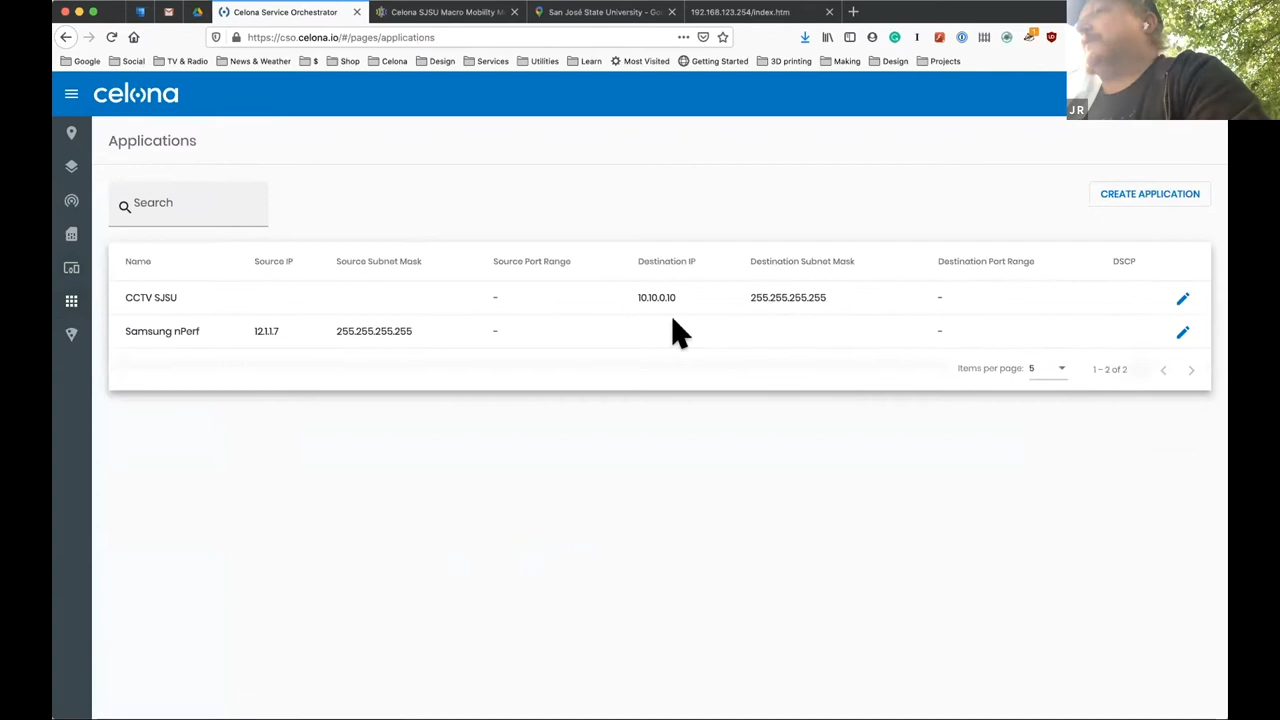 Celona Service Orchestrator
Celona SJSU Macro Mobility M
San José State University - Go
192.168.123.254/index.htm
https://cso.celona.io/#/pages/applications
Google Social TV & Radio News & Weather $ Shop Celona Design Services Utilities Learn Most Visited Getting Started 3D printing Making Design Projects
celona
JR
Applications
Search
CREATE APPLICATION
Name Source IP Source Subnet Mask Source Port Range Destination IP Destination Subnet Mask Destination Port Range DSCP
CCTV SJSU - 10.10.0.10 255.255.255.255 -
Samsung nPerf 12.1.1.7 255.255.255.255 - -
Items per page: 5 1 - 2 of 2